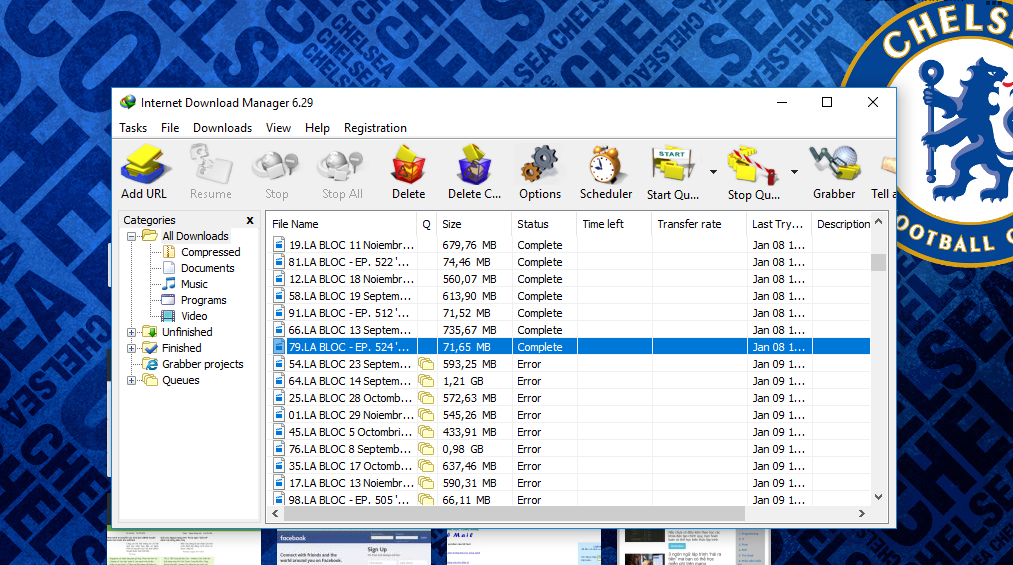 CHELSEA
FOOTBALL C
Internet Download Manager 6.29
Tasks File Downloads View Help Registration
Add URL Resume Stop Stop All Delete Delete C... Options Scheduler Start Qu... Stop Qu... Grabber Tell a
Categories x
All Downloads
Compressed
Documents
Music
Programs
Video
Unfinished
Finished
Grabber projects
Queues
File Name Q Size Status Time left Transfer rate Last Try... Description
19.LA BLOC 11 Noiembr... 679,76 MB Complete Jan 08 1...
81.LA BLOC - EP. 522 '... 74,46 MB Complete Jan 08 1...
12.LA BLOC 18 Noiembr... 560,07 MB Complete Jan 08 1...
58.LA BLOC 19 Septem... 613,90 MB Complete Jan 08 1...
91.LA BLOC - EP. 512 '... 71,52 MB Complete Jan 08 1...
66.LA BLOC 13 Septem... 735,67 MB Complete Jan 08 1...
79.LA BLOC - EP. 524 '... 71,65 MB Complete Jan 08 1...
54.LA BLOC 23 Septem... 593,25 MB Error Jan 09 1...
64.LA BLOC 14 Septem... 1,21 GB Error Jan 09 1...
25.LA BLOC 28 Octomb... 572,63 MB Error Jan 09 1...
01.LA BLOC 29 Noiembr... 545,26 MB Error Jan 09 1...
45.LA BLOC 5 Octombri... 433,91 MB Error Jan 09 1...
76.LA BLOC 8 Septemb... 0,98 GB Error Jan 09 1...
35.LA BLOC 17 Octomb... 637,46 MB Error Jan 09 1...
17.LA BLOC 13 Noiembr... 590,31 MB Error Jan 09 1...
98.LA BLOC - EP. 505 '... 66,11 MB Error Jan 09 1...
facebook
Connect with friends and the
world around you on Facebook.
Sign Up
Mail